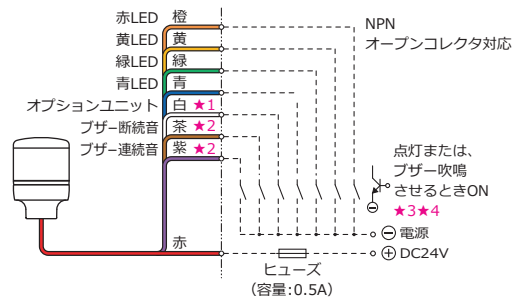 赤LED 橙
黄LED 黄
緑LED 緑
青LED 青
オプションユニット 白 ★1
ブザー断続音 茶 ★2
ブザー連続音 紫 ★2
赤
NPN
オープンコレクタ対応
点灯または、
ブザー吹鳴
させるときON
★3★4
⊖ 電源
⊕ DC24V
ヒューズ
(容量:0.5A)